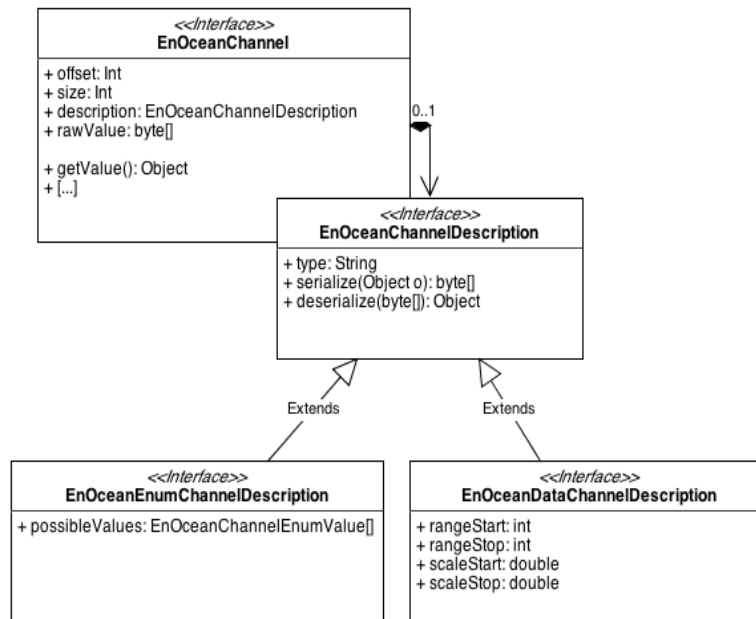 <<Interface>>
EnOceanChannel
+ offset: Int
+ size: Int
+ description: EnOceanChannelDescription
+ rawValue: byte[]
+ getValue(): Object
+ [...]
0..1
<<Interface>>
EnOceanChannelDescription
+ type: String
+ serialize(Object o): byte[]
+ deserialize(byte[]): Object
Extends
Extends
<<Interface>>
EnOceanEnumChannelDescription
+ possibleValues: EnOceanChannelEnumValue[]
<<Interface>>
EnOceanDataChannelDescription
+ rangeStart: int
+ rangeStop: int
+ scaleStart: double
+ scaleStop: double